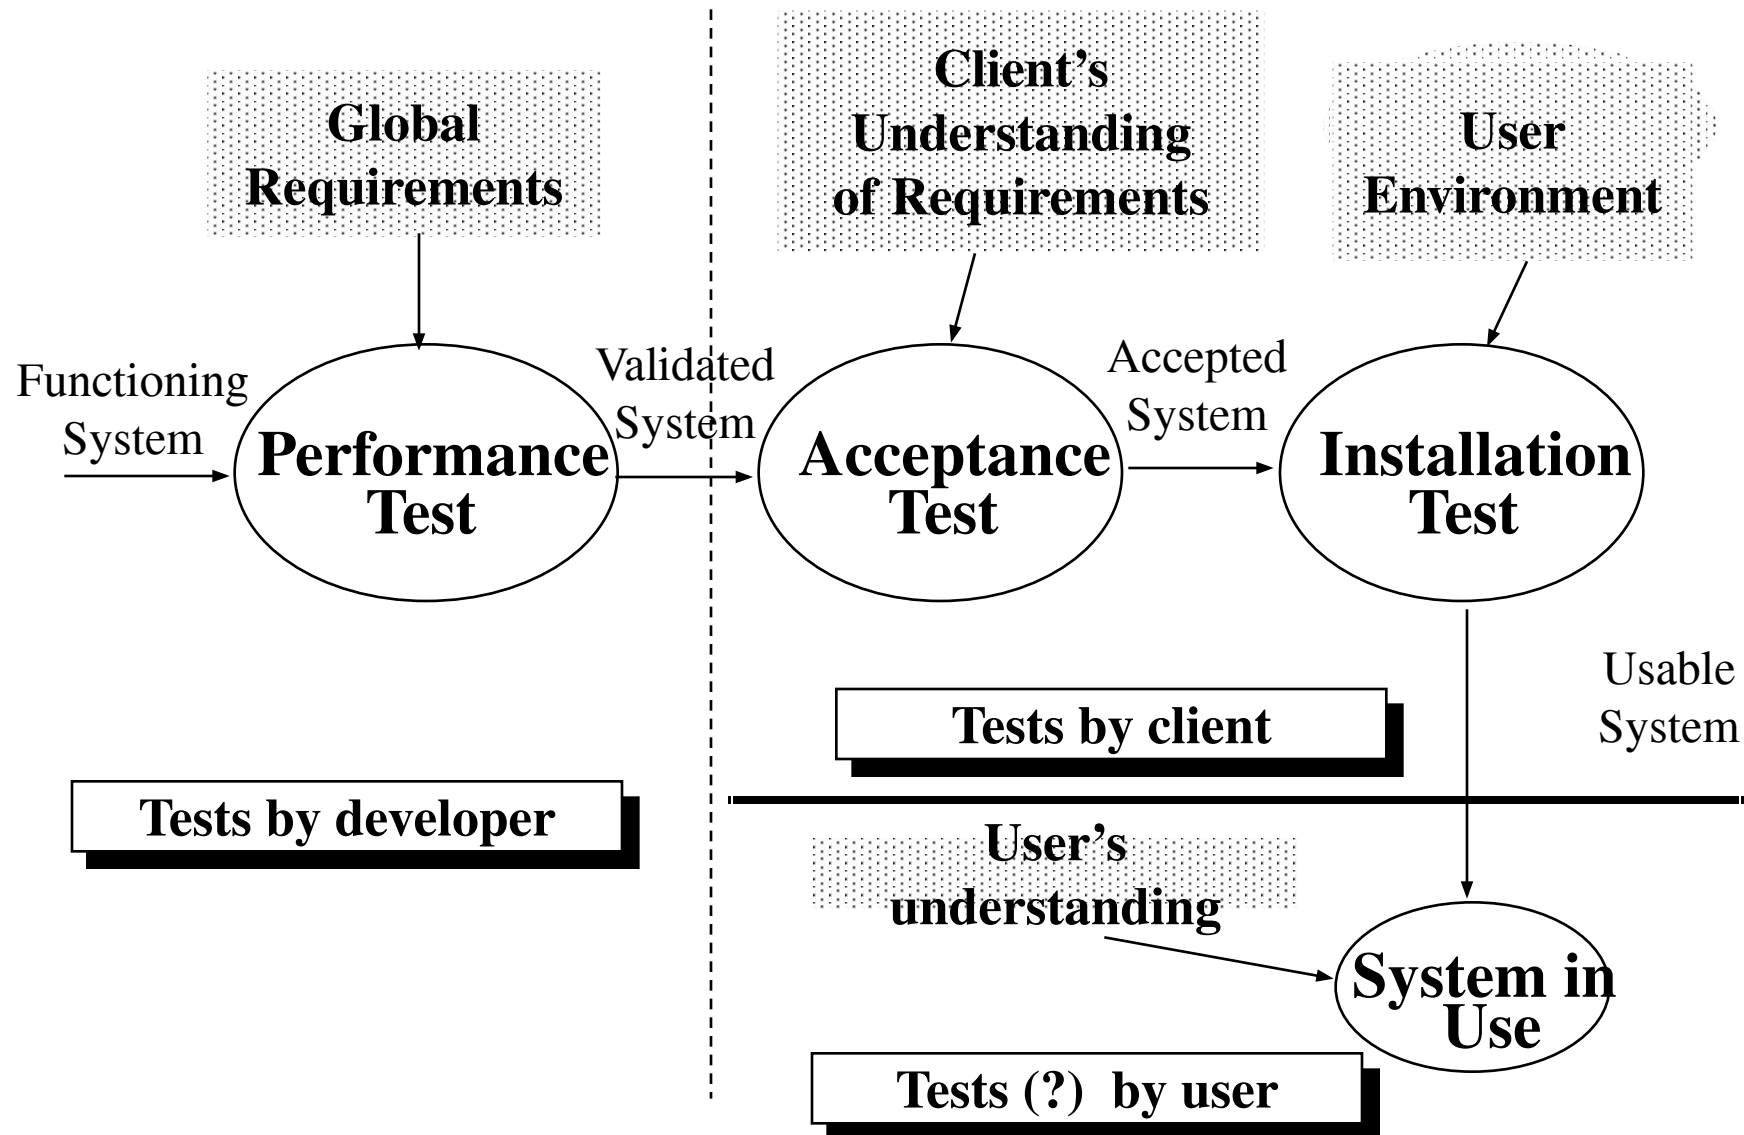 Global
Requirements
Client’s
Understanding
of Requirements
User
Environment
Functioning
System
Performance
Test
Validated
System
Acceptance
Test
Accepted
System
Installation
Test
Usable
System
Tests by client
Tests by developer
User’s
understanding
System in
Use
Tests (?)  by user